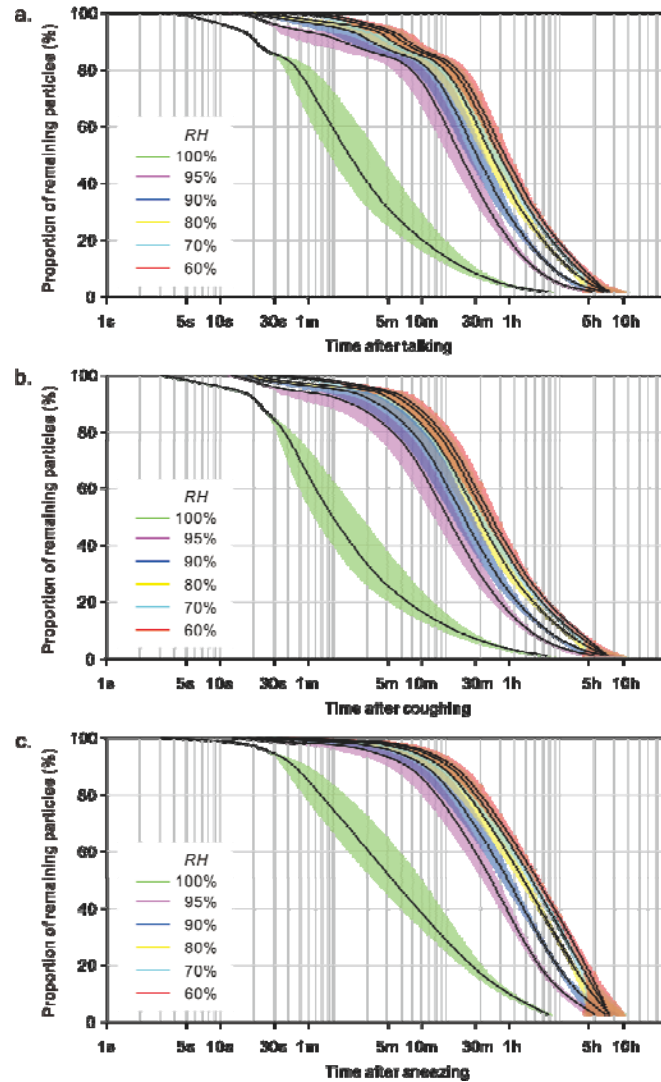 a.
Proportion of remaining particles (%)
100
80
60
40
20
0
RH
100%
95%
90%
80%
70%
60%
1s 5s 10s 30s 1m 5m 10m 30m 1h 5h 10h
Time after talking
b.
Proportion of remaining particles (%)
100
80
60
40
20
0
RH
100%
95%
90%
80%
70%
60%
1s 5s 10s 30s 1m 5m 10m 30m 1h 5h 10h
Time after coughing
c.
Proportion of remaining particles (%)
100
80
60
40
20
0
RH
100%
95%
90%
80%
70%
60%
1s 5s 10s 30s 1m 5m 10m 30m 1h 5h 10h
Time after sneezing